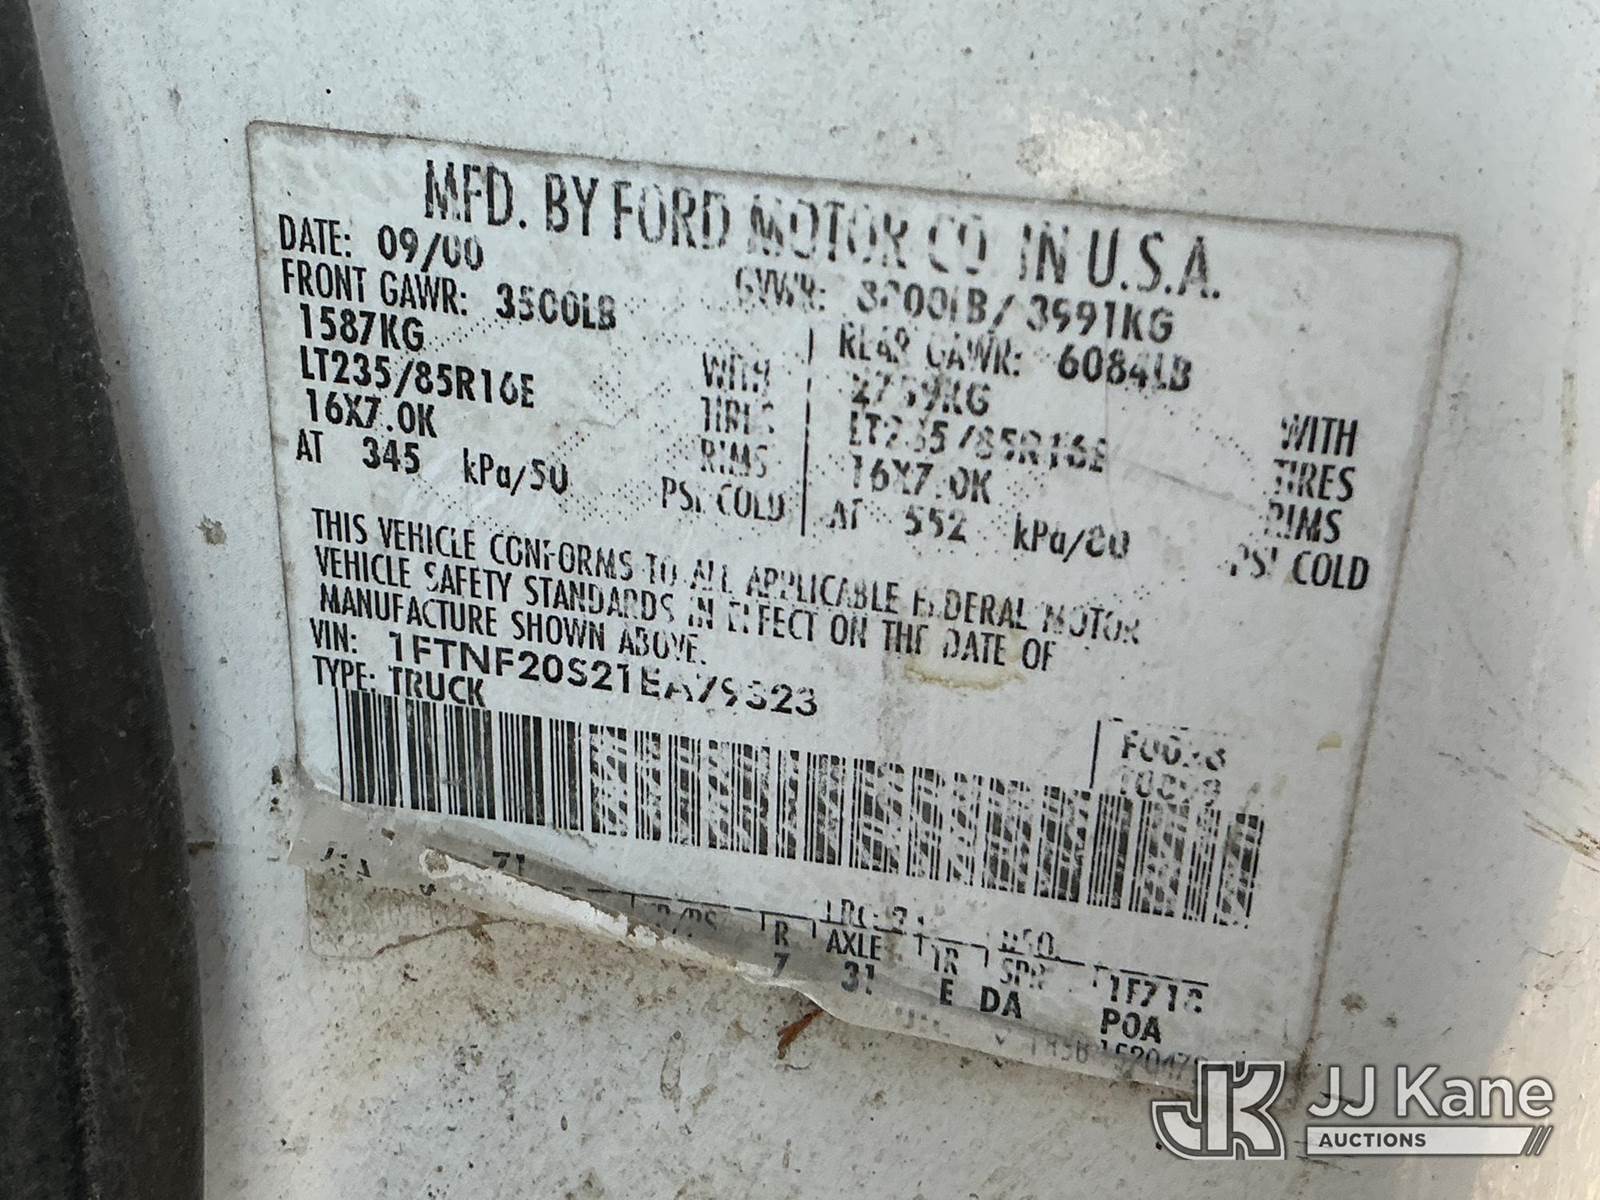 MFD. BY FORD MOTOR CO. IN U.S.A.
DATE: 09/00 GVWR: 8800LB/ 3991KG
FRONT GAWR: 3500LB REAR GAWR: 6084LB
1587KG WITH 2759KG WITH
LT235/85R16E TIRES LT235/85R16E TIRES
16X7.0K RIMS 16X7.0K RIMS
AT 345 kPa/50 PSI COLD AT 552 kPa/80 PSI COLD
THIS VEHICLE CONFORMS TO ALL APPLICABLE FEDERAL MOTOR
VEHICLE SAFETY STANDARDS IN EFFECT ON THE DATE OF
MANUFACTURE SHOWN ABOVE.
VIN: 1FTNF20S21EA79323
TYPE: TRUCK
71
R AXLE TR SPR
7 31 E DA POA
JJ Kane
AUCTIONS